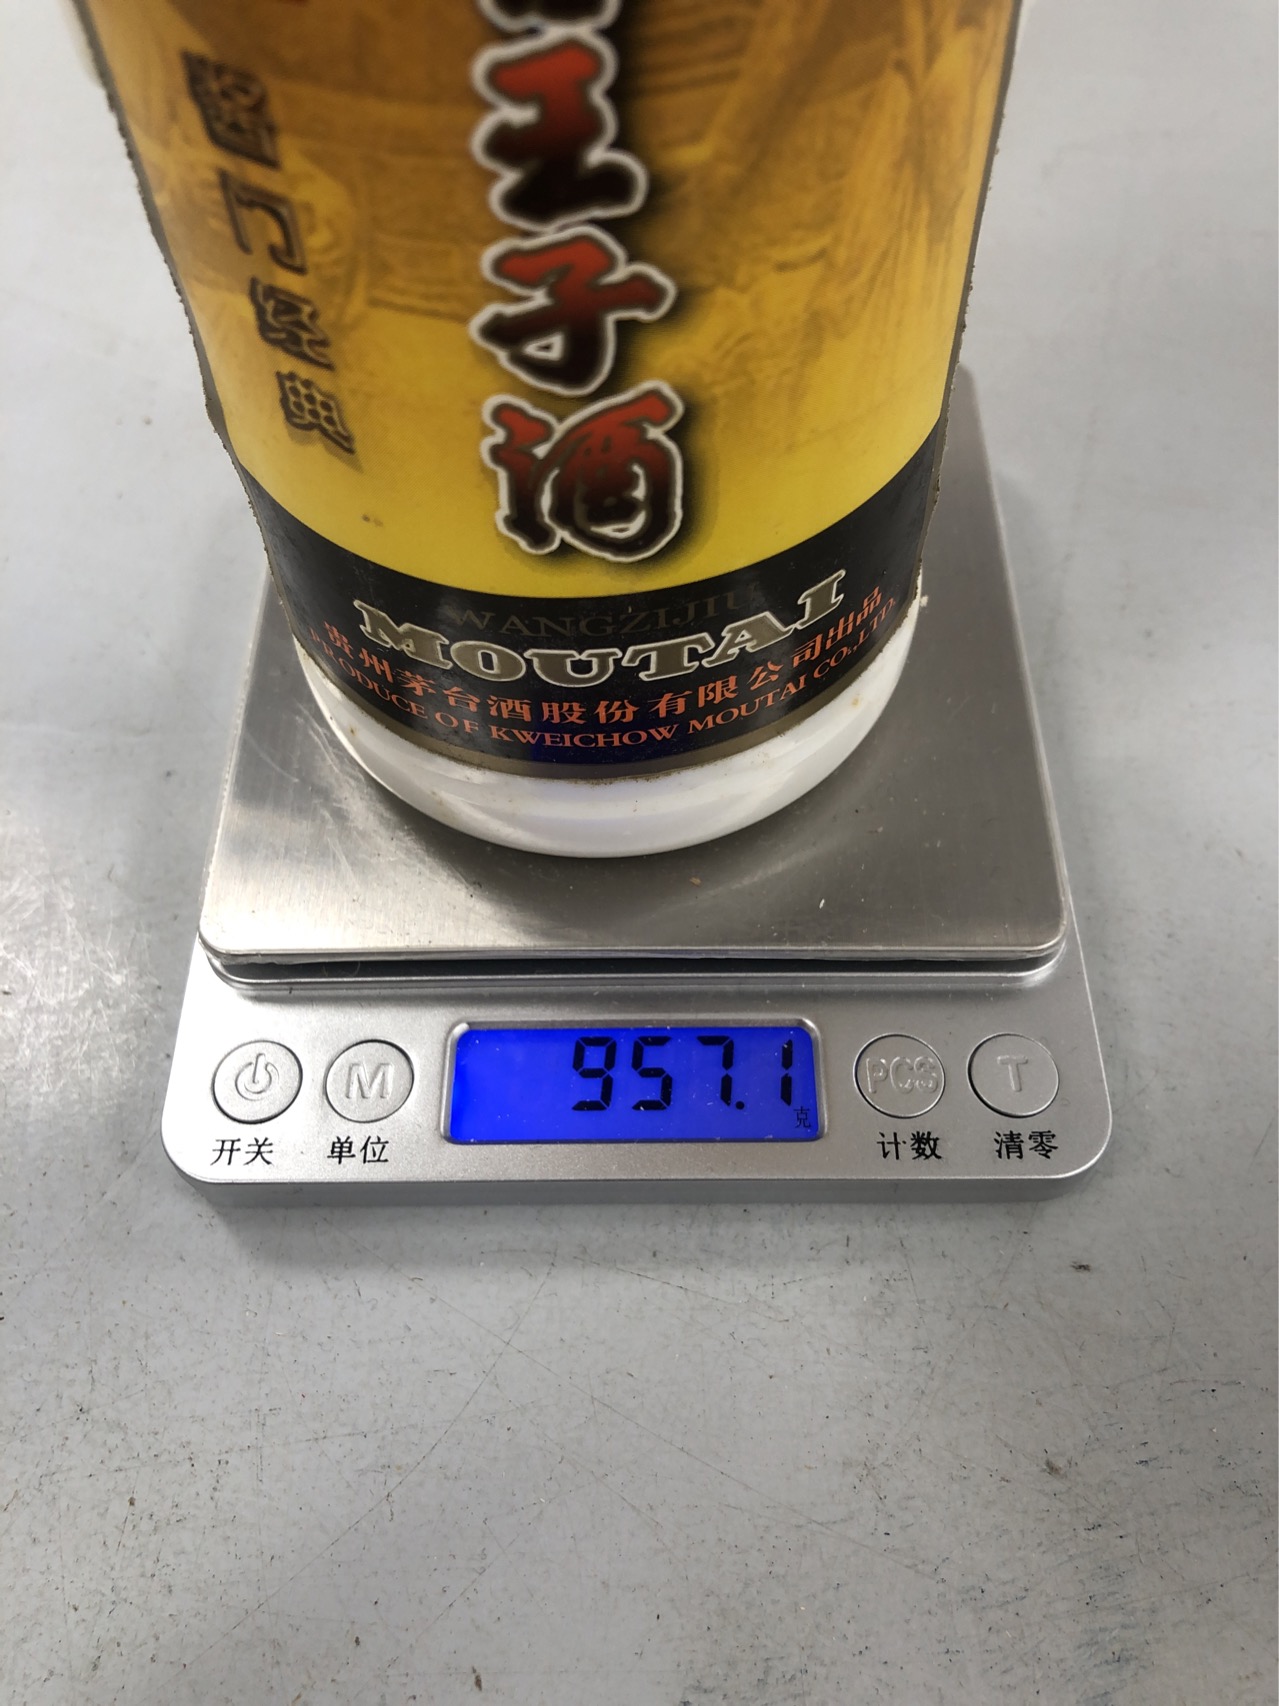 王子酒
酱门经典
WANGZIJIU
MOUTAI
贵州茅台酒股份有限公司出品
PRODUCE OF KWEICHOW MOUTAI CO.,LTD.
957.1
克
M
PCS
T
开关
单位
计数
清零